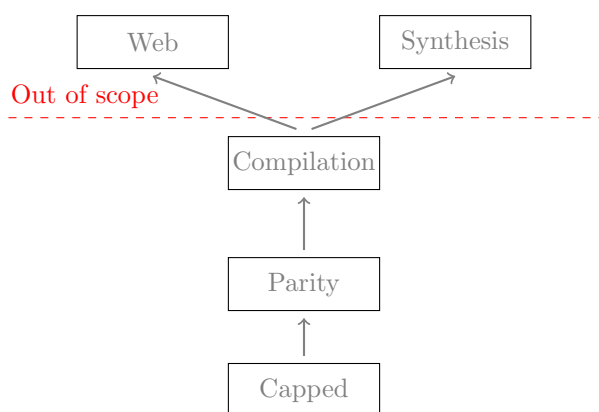 Web
Synthesis
Out of scope
Compilation
Parity
Capped